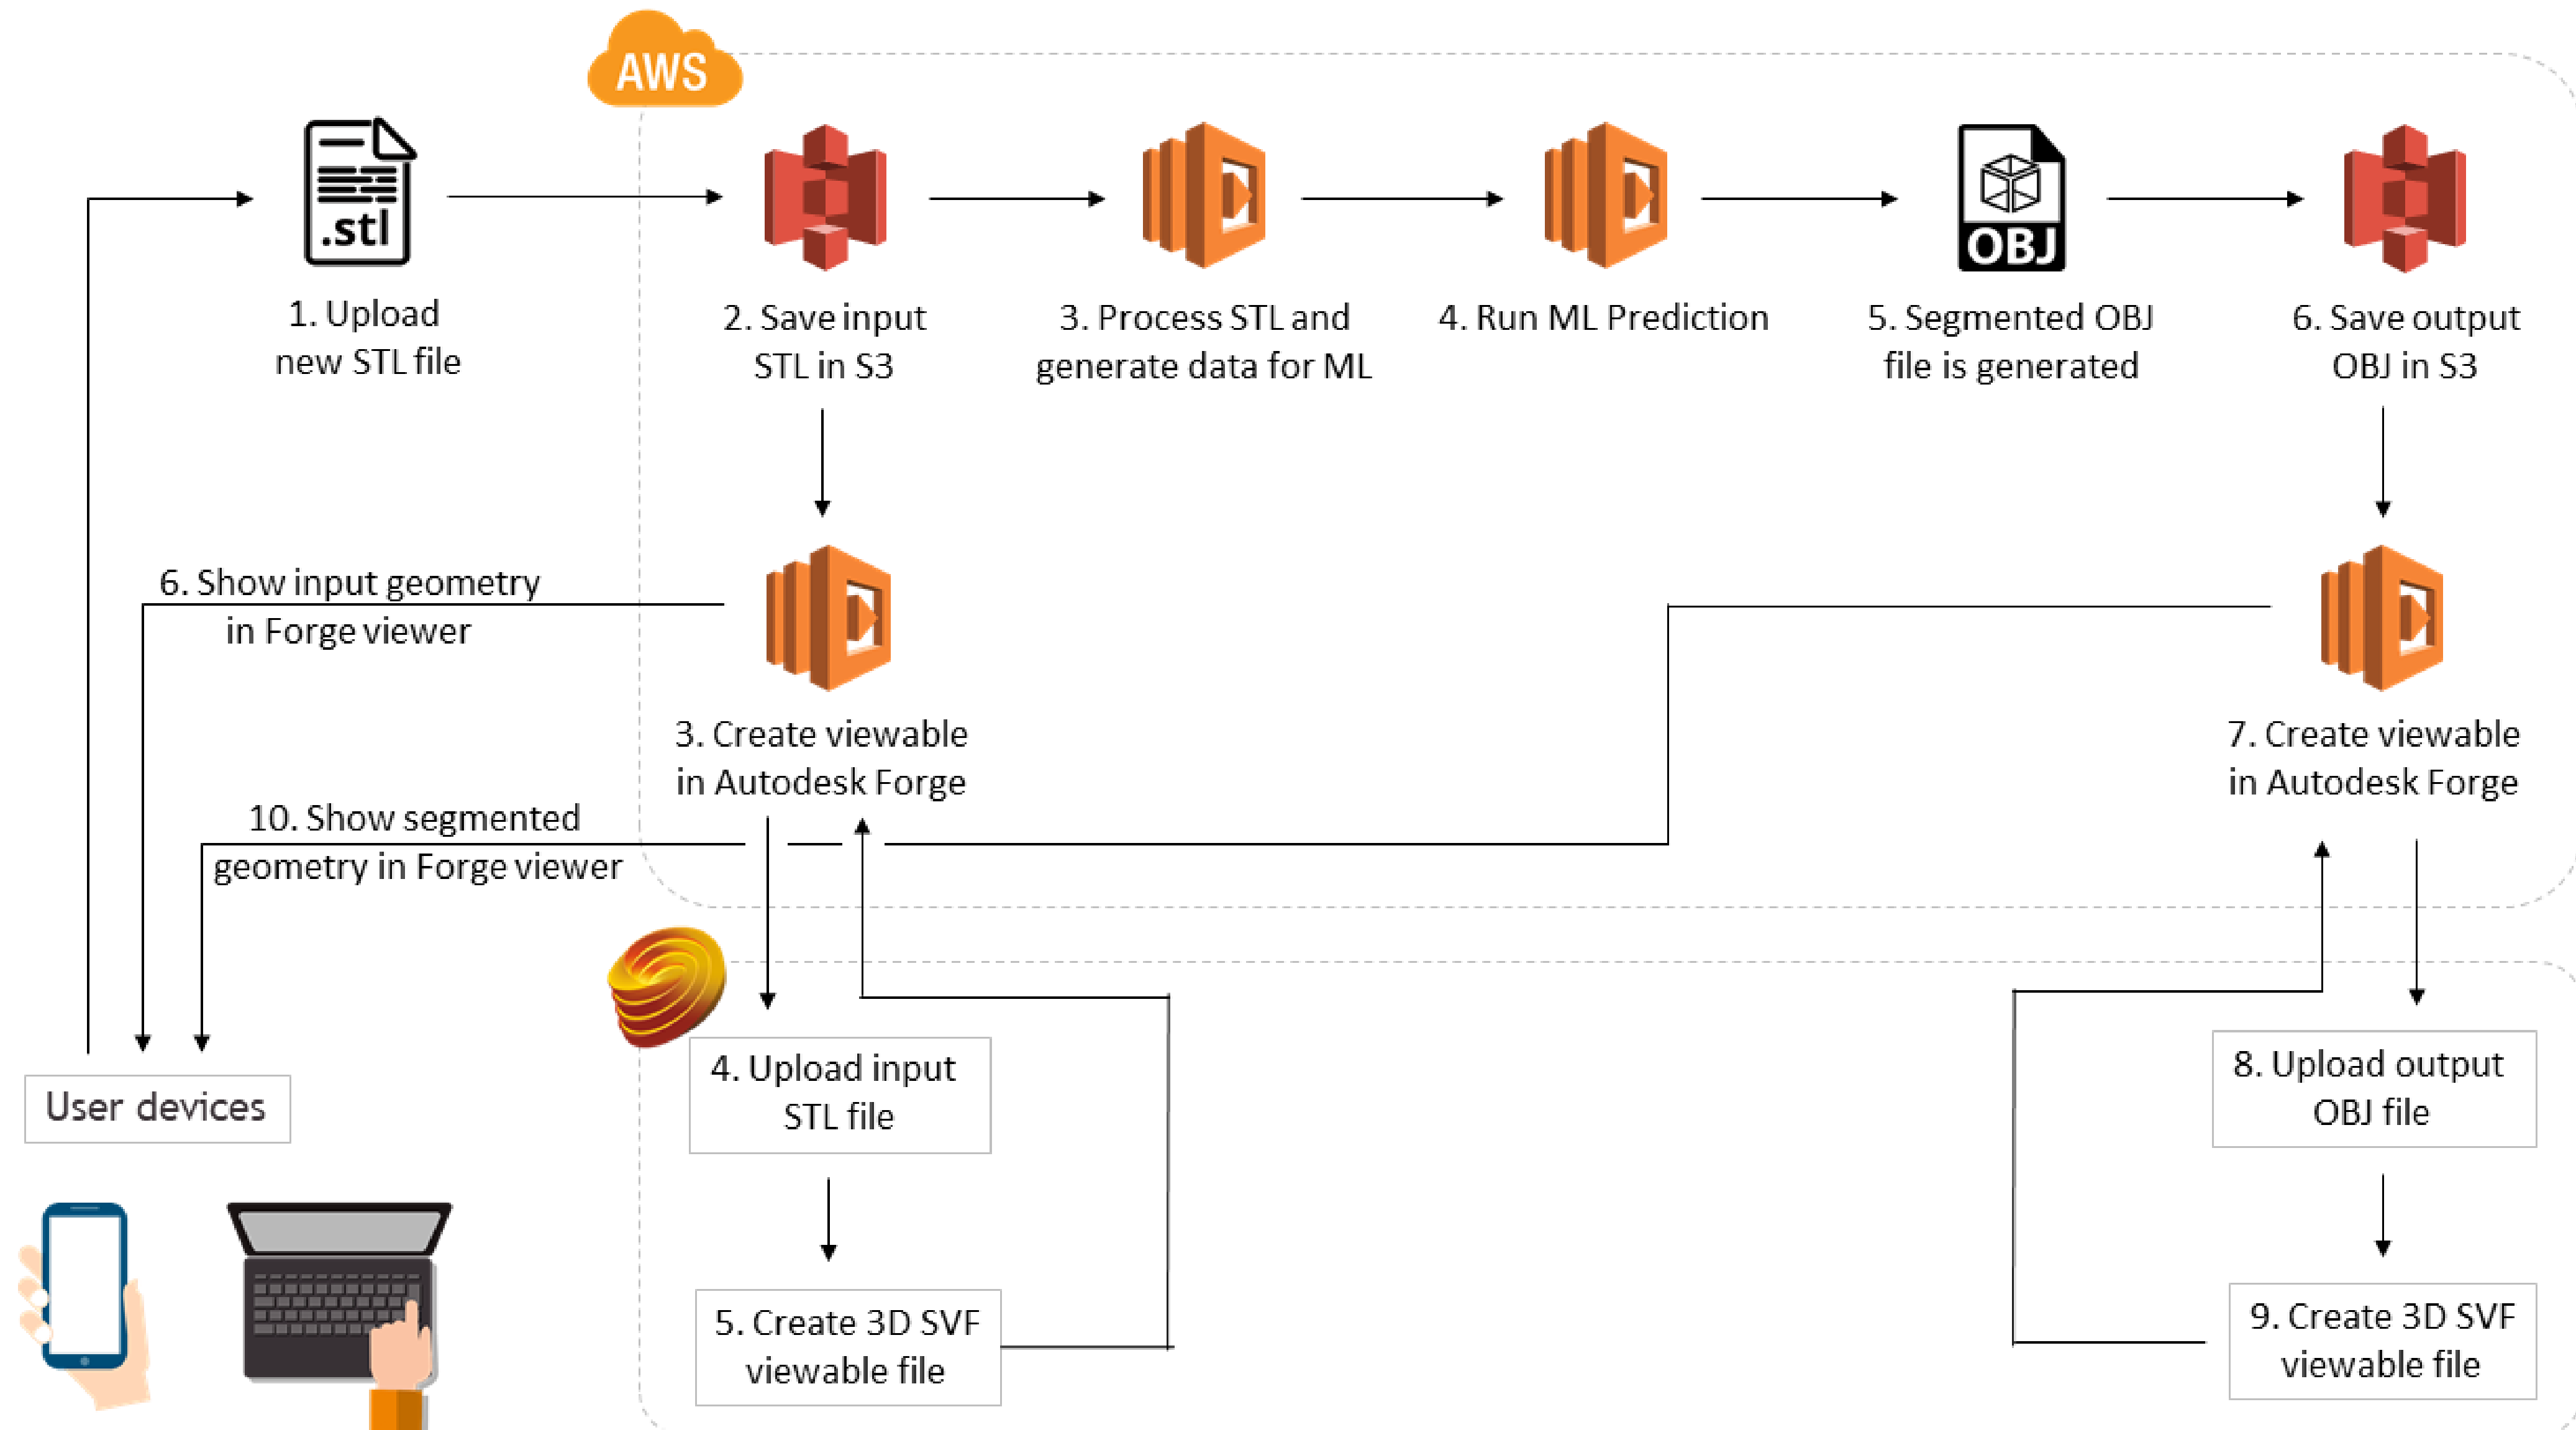 AWS
.stl
OBJ
1. Upload
new STL file
2. Save input
STL in S3
3. Process STL and
generate data for ML
4. Run ML Prediction
5. Segmented OBJ
file is generated
6. Save output
OBJ in S3
6. Show input geometry
in Forge viewer
3. Create viewable
in Autodesk Forge
7. Create viewable
in Autodesk Forge
10. Show segmented
geometry in Forge viewer
User devices
4. Upload input
STL file
8. Upload output
OBJ file
5. Create 3D SVF
viewable file
9. Create 3D SVF
viewable file